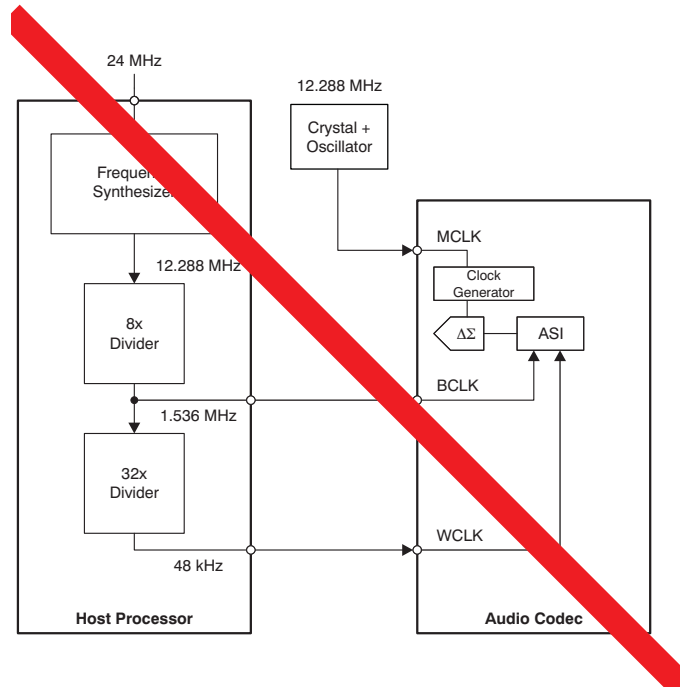 24 MHz
12.288 MHz
Crystal +
Oscillator
Synthesizer
12.288 MHz
MCLK
Clock
Generator
8x
Divider
ΔΣ
ASI
BCLK
1.536 MHz
32x
Divider
WCLK
48 kHz
Host Processor
Audio Codec